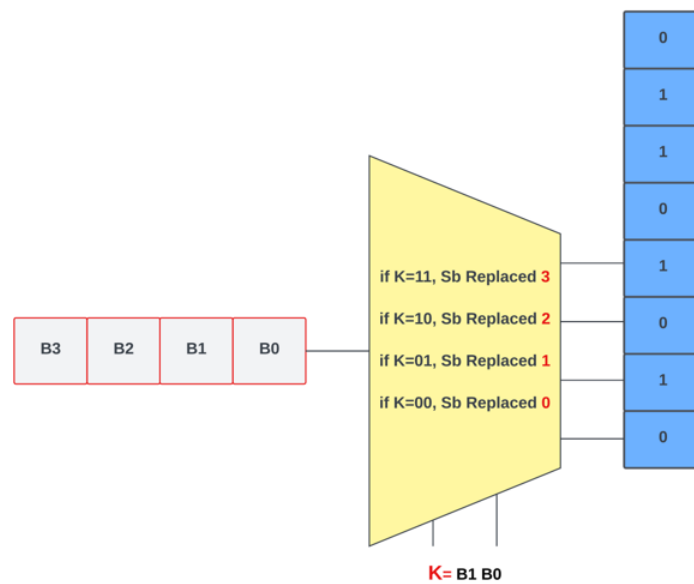 0
1
1
0
1
0
1
0
if K=11, Sb Replaced 3
if K=10, Sb Replaced 2
if K=01, Sb Replaced 1
if K=00, Sb Replaced 0
B3 B2 B1 B0
K= B1 B0